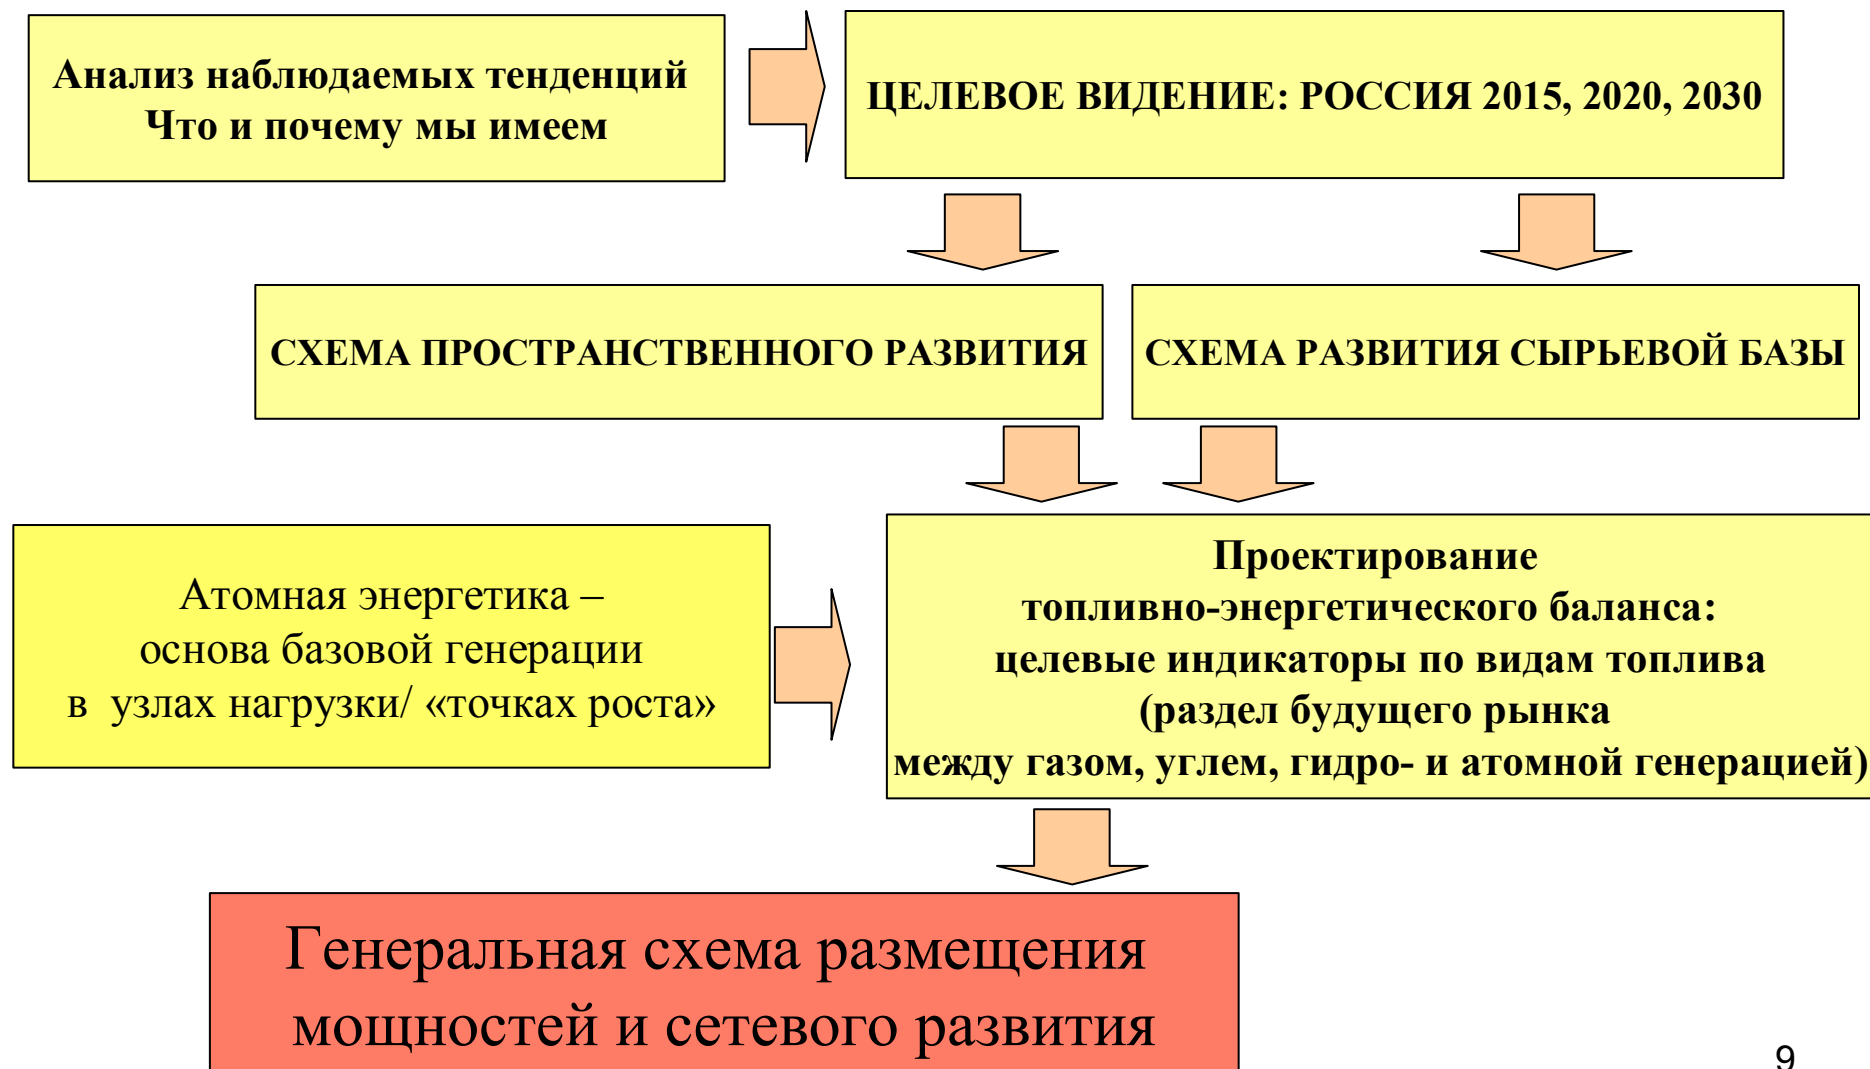 Анализ наблюдаемых тенденций
Что и почему мы имеем
ЦЕЛЕВОЕ ВИДЕНИЕ: РОССИЯ 2015, 2020, 2030
СХЕМА ПРОСТРАНСТВЕННОГО РАЗВИТИЯ
СХЕМА РАЗВИТИЯ СЫРЬЕВОЙ БАЗЫ
Атомная энергетика –
основа базовой генерации
в узлах нагрузки/ «точках роста»
Проектирование
топливно-энергетического баланса:
целевые индикаторы по видам топлива
(раздел будущего рынка
между газом, углем, гидро- и атомной генерацией)
Генеральная схема размещения
мощностей и сетевого развития
9